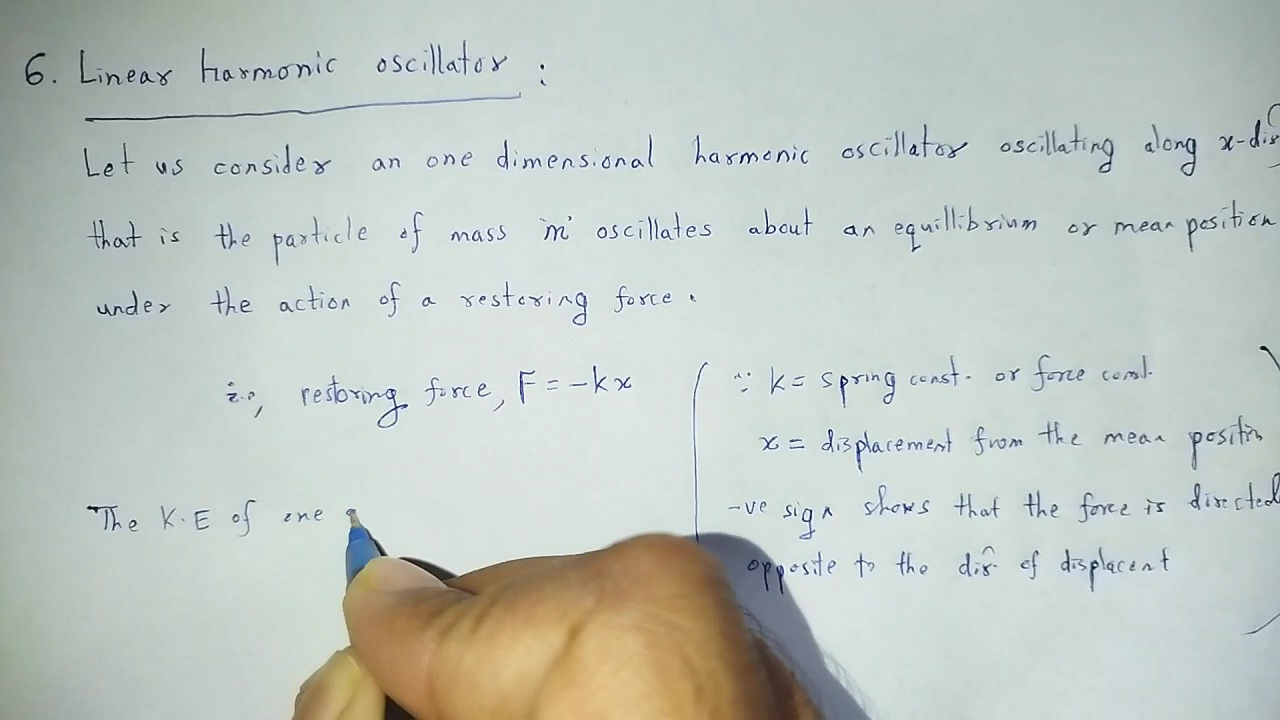 6. Linear harmonic oscillator :
Let us consider an one dimensional harmonic oscillator oscillating along x-dis
that is the particle of mass 'm' oscillates about an equillibrium or mean position
under the action of a restoring force.
i.e, restoring force, F = -kx
∵ k = spring const. or force const.
x = displacement from the mean position
-ve sign shows that the force is directed
opposite to the dirn of displacent
The K.E of one